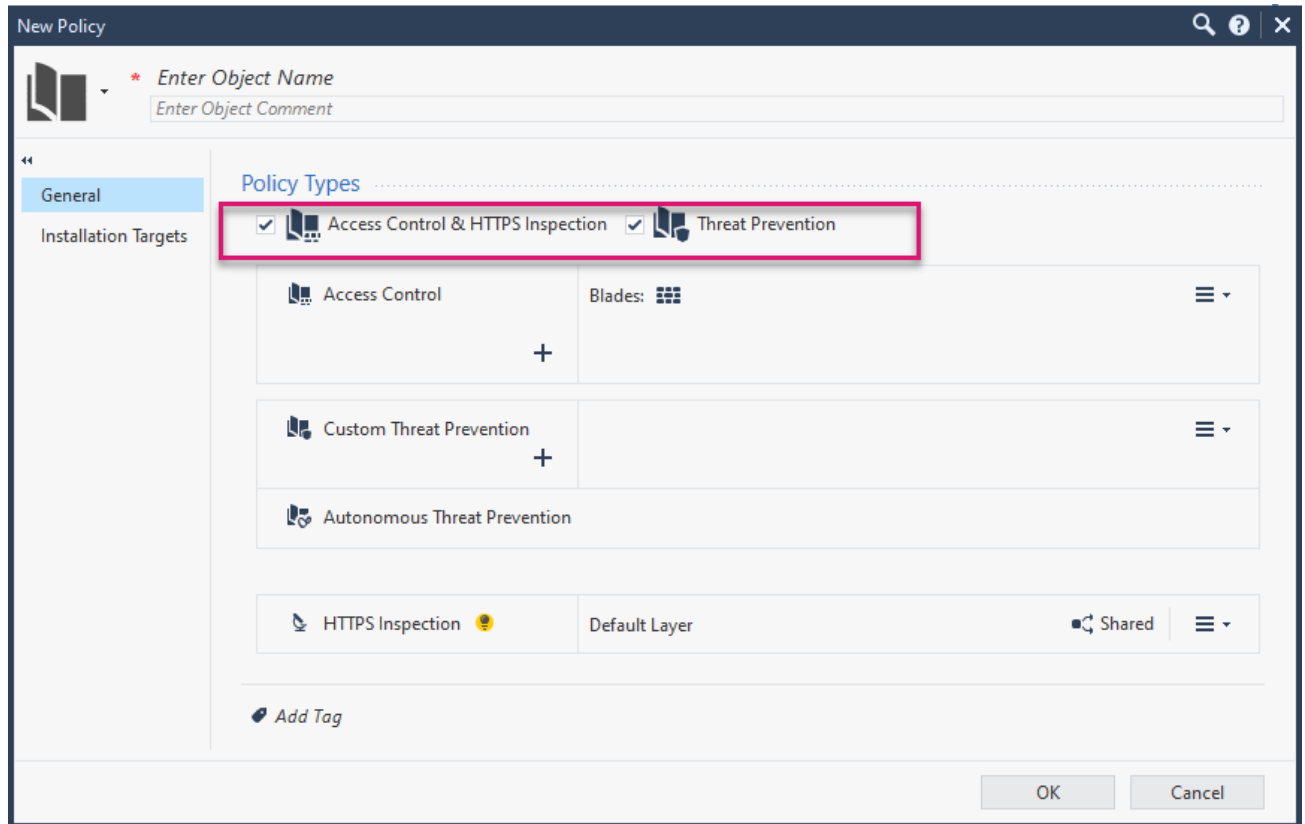 New Policy
* Enter Object Name
Enter Object Comment
General
Installation Targets
Policy Types
Access Control & HTTPS Inspection Threat Prevention
Access Control Blades:
Custom Threat Prevention
Autonomous Threat Prevention
HTTPS Inspection Default Layer Shared
Add Tag
OK Cancel